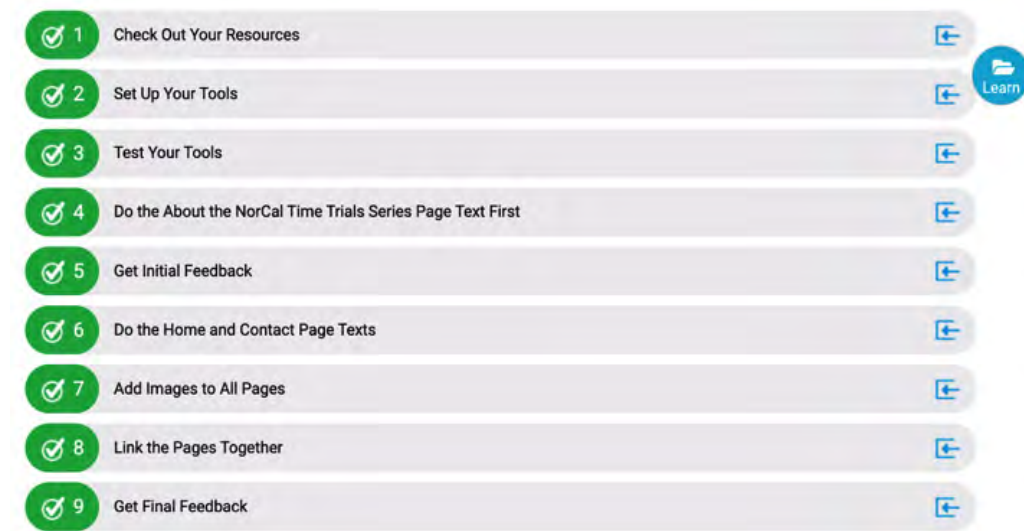 1 Check Out Your Resources
Learn
2 Set Up Your Tools
3 Test Your Tools
4 Do the About the NorCal Time Trials Series Page Text First
5 Get Initial Feedback
6 Do the Home and Contact Page Texts
7 Add Images to All Pages
8 Link the Pages Together
9 Get Final Feedback